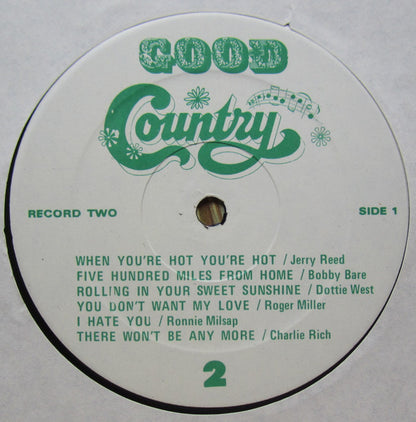 GOOD
Country
RECORD TWO
SIDE 1
WHEN YOU'RE HOT YOU'RE HOT / Jerry Reed
FIVE HUNDRED MILES FROM HOME / Bobby Bare
ROLLING IN YOUR SWEET SUNSHINE / Dottie West
YOU DON'T WANT MY LOVE / Roger Miller
I HATE YOU / Ronnie Milsap
THERE WON'T BE ANY MORE / Charlie Rich
2